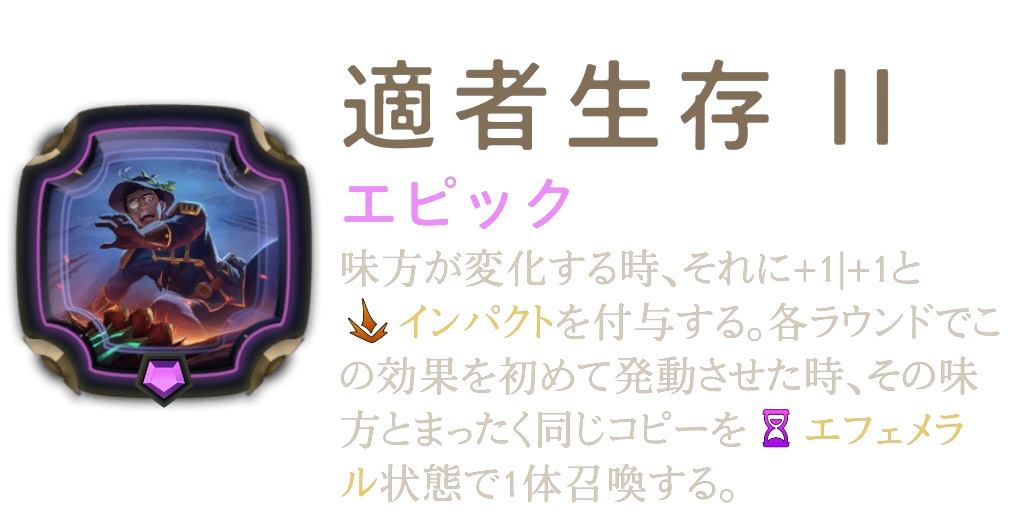 適者生存 II
エピック
味方が変化する時、それに+1|+1と
インパクトを付与する。各ラウンドでこ
の効果を初めて発動させた時、その味
方とまったく同じコピーを エフェメラ
ル状態で1体召喚する。